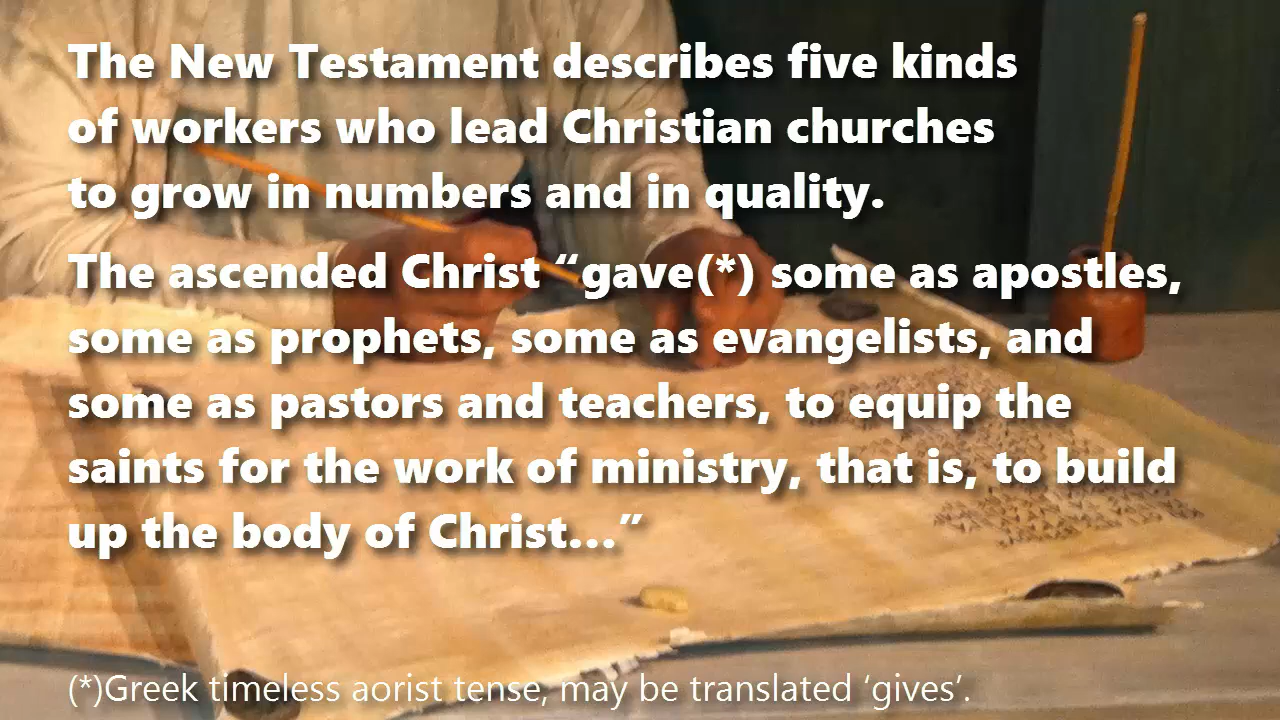 The New Testament describes five kinds
of workers who lead Christian churches
to grow in numbers and in quality.
The ascended Christ “gave(*) some as apostles,
some as prophets, some as evangelists, and
some as pastors and teachers, to equip the
saints for the work of ministry, that is, to build
up the body of Christ…”
(*)Greek timeless aorist tense, may be translated ‘gives’.